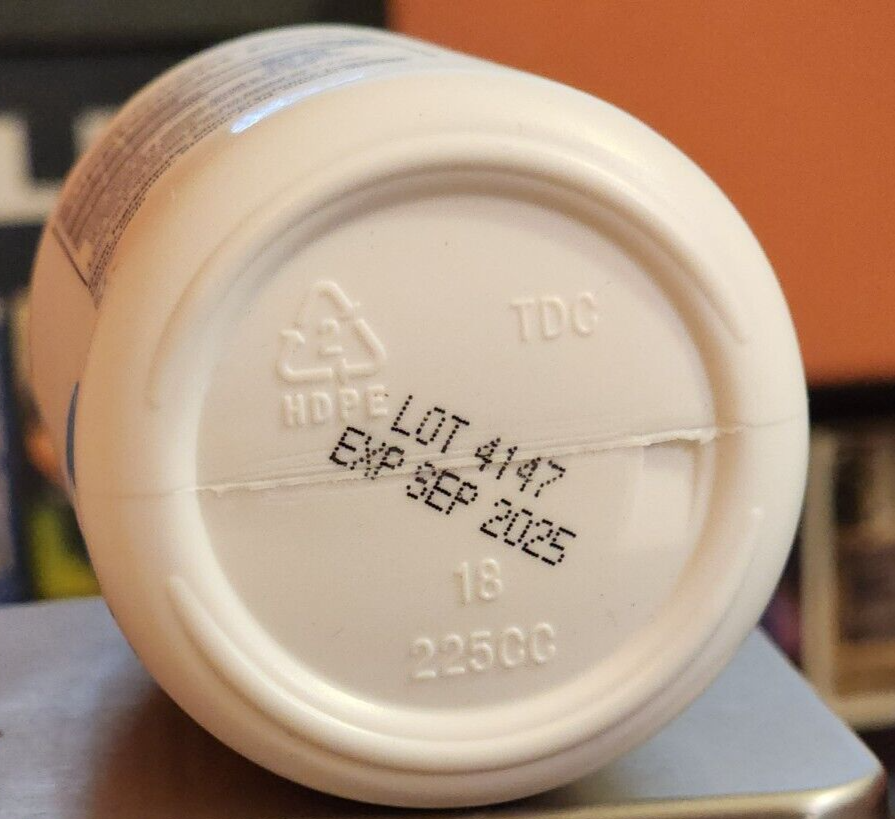 2
TDC
HDPE
LOT 4147
EXP SEP 2025
18
225CC